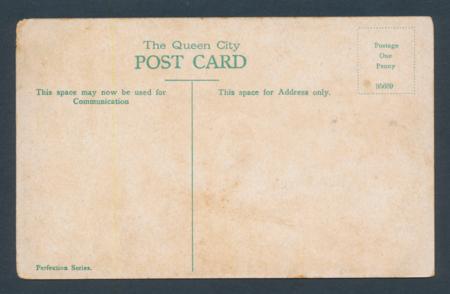 The Queen City
POST CARD
Postage
One
Penny
This space may now be used for
Communication
This space for Address only.
Perfection Series.